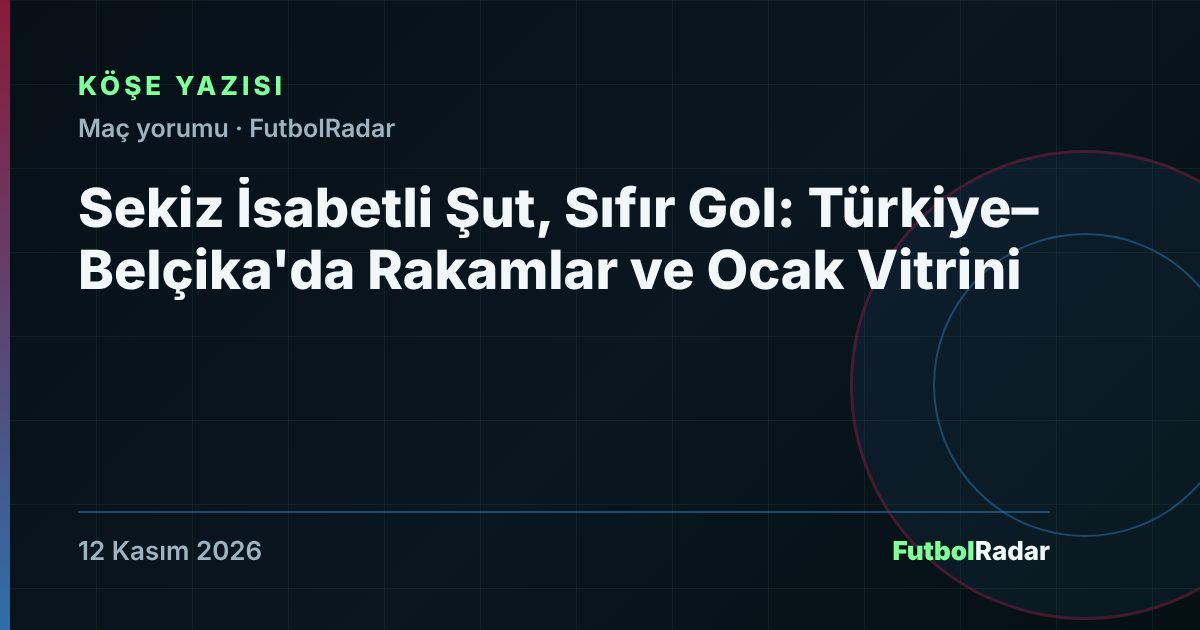 KÖŞE YAZISI
Maç yorumu · FutbolRadar
Sekiz İsabetli Şut, Sıfır Gol: Türkiye–
Belçika'da Rakamlar ve Ocak Vitrini
12 Kasım 2026
FutbolRadar